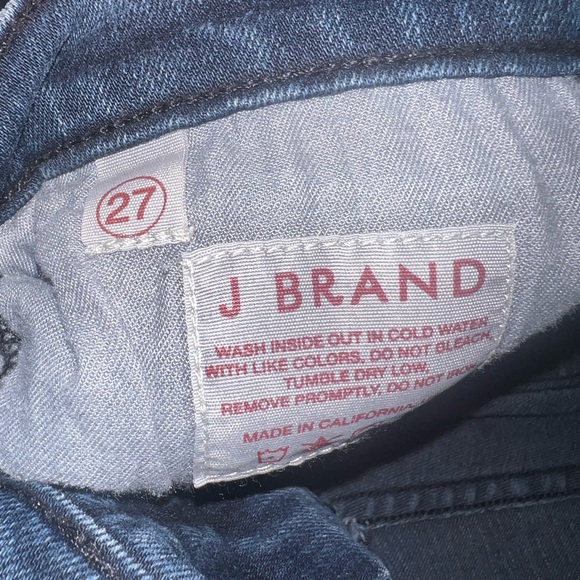 27
J BRAND
WASH INSIDE OUT IN COLD WATER
WITH LIKE COLORS. DO NOT BLEACH.
TUMBLE DRY LOW.
REMOVE PROMPTLY, DO NOT IRON
MADE IN CALIFORNIA